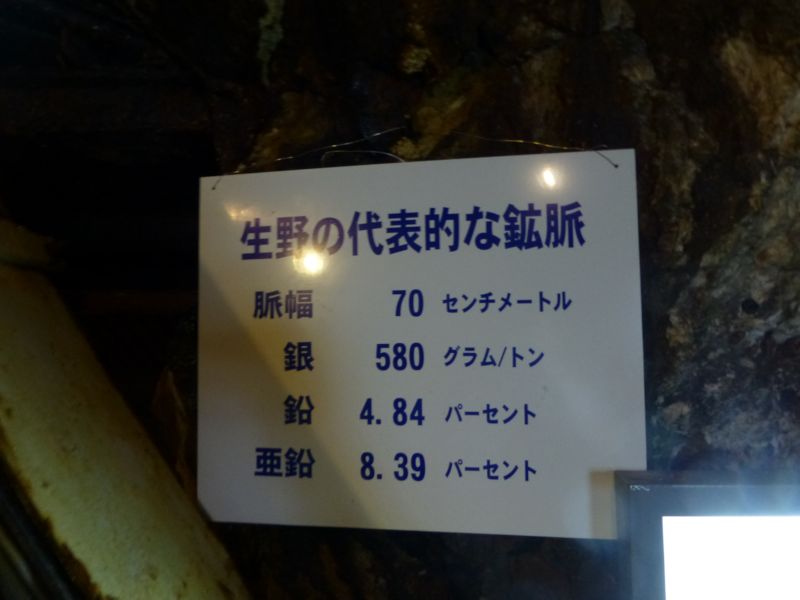 生野の代表的な鉱脈
脈幅 70 センチメートル
銀 580 グラム/トン
鉛 4.84 パーセント
亜鉛 8.39 パーセント